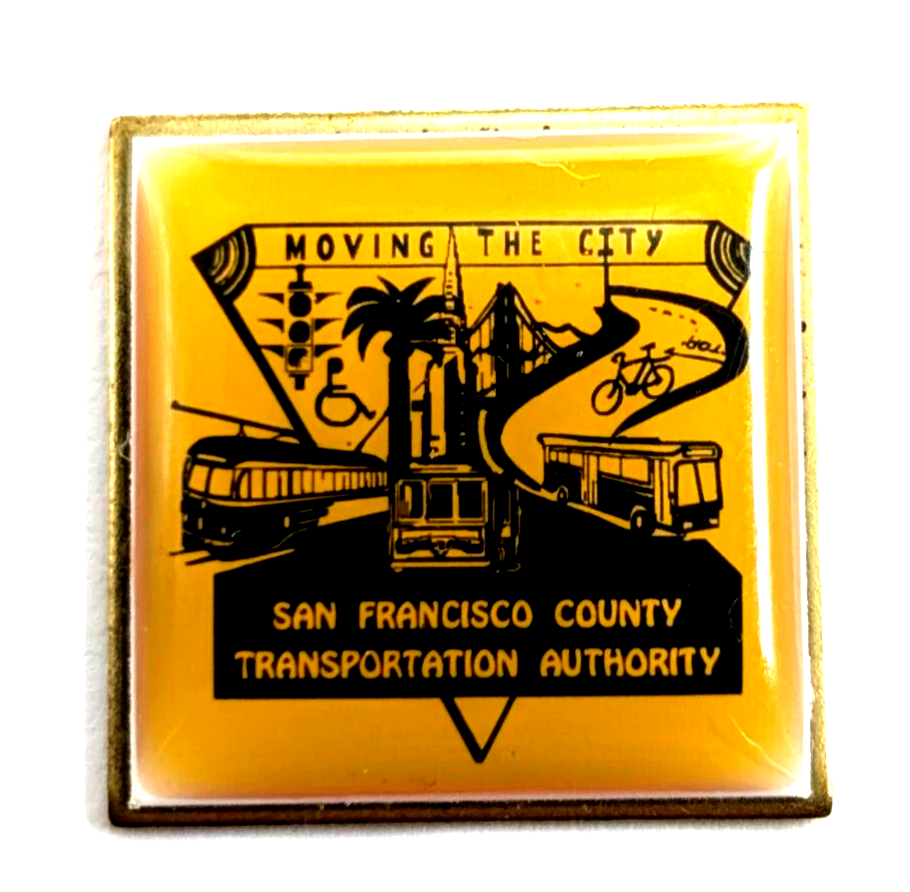 MOVING THE CITY
SAN FRANCISCO COUNTY
TRANSPORTATION AUTHORITY